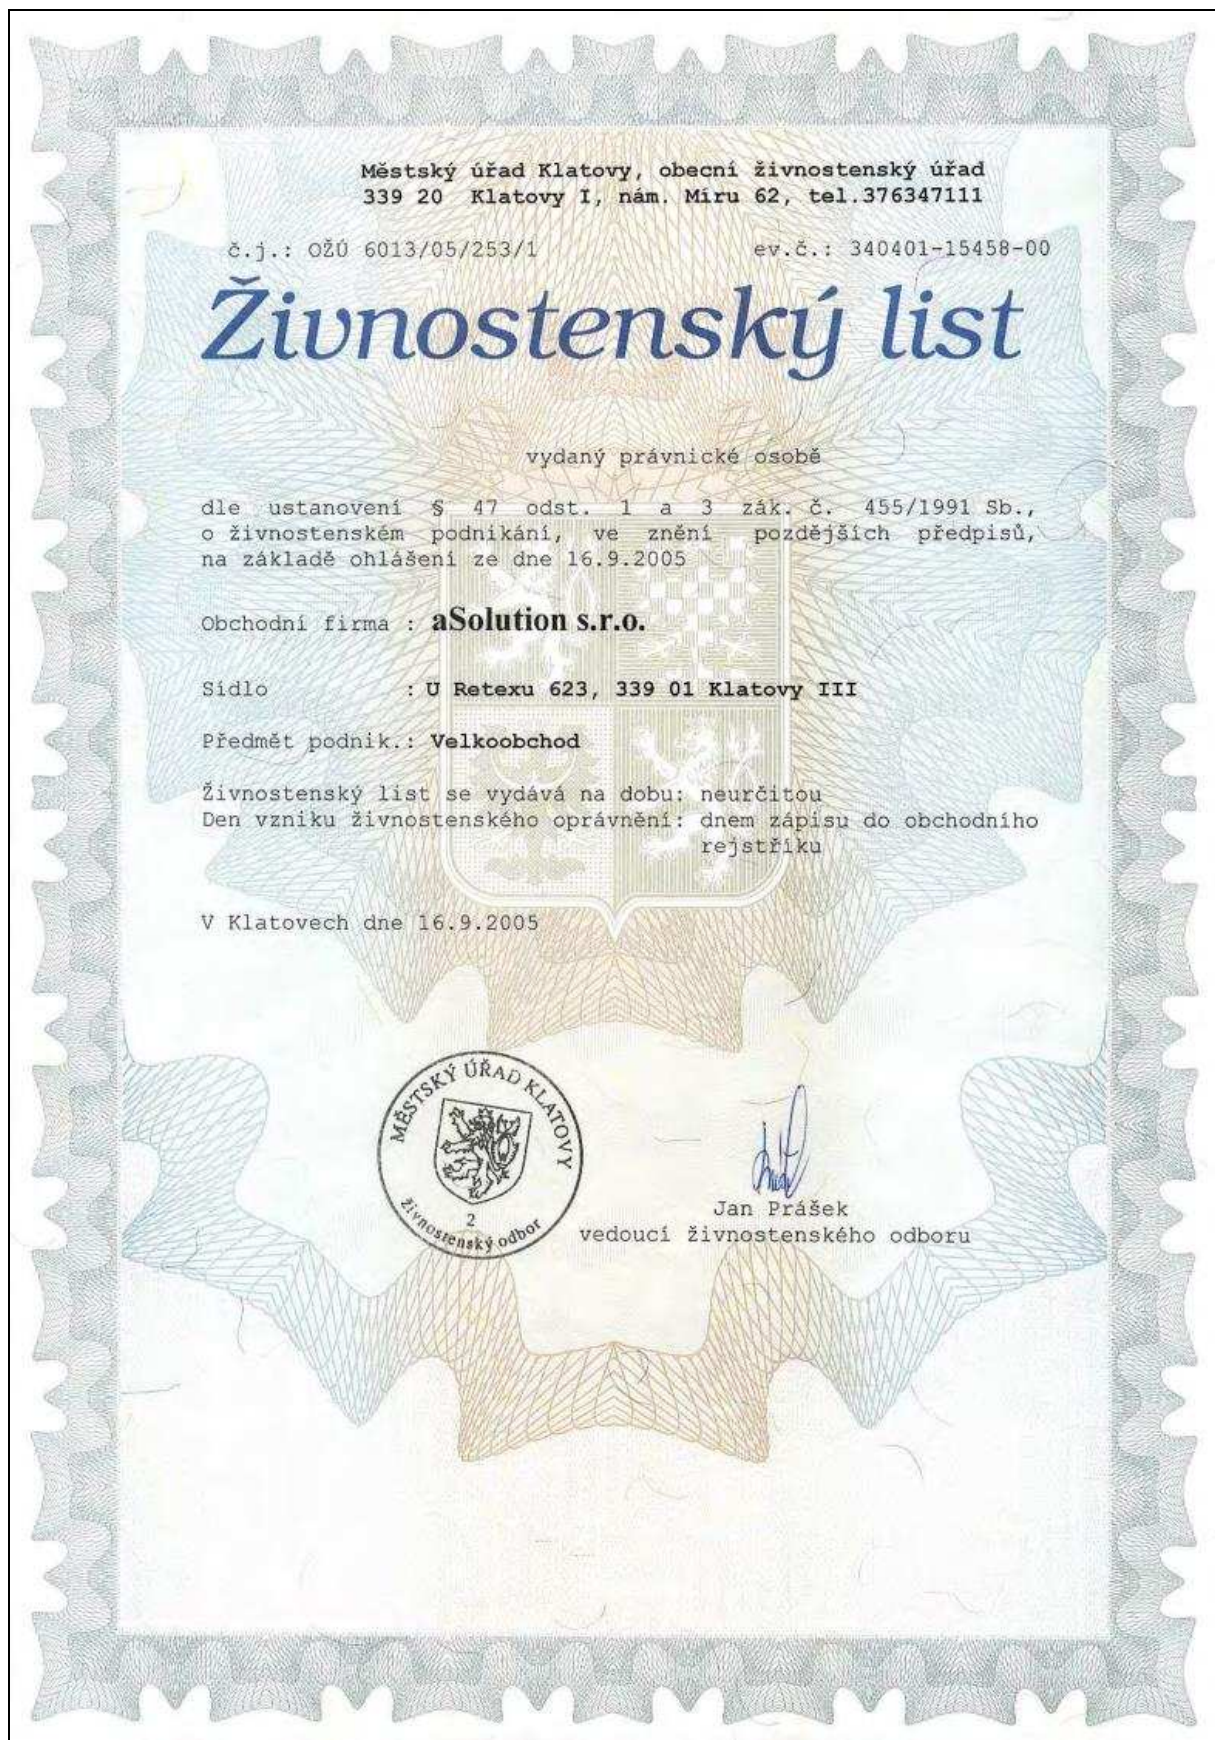 Městský úřad Klatovy, obecní živnostenský úřad
339 20 Klatovy I, nám. Míru 62, tel.376347111
č.j.: OŽÚ 6013/05/253/1 ev.č.: 340401-15458-00
Živnostenský list
vydaný právnické osobě
dle ustanovení § 47 odst. 1 a 3 zák. č. 455/1991 Sb.,
o živnostenském podnikání, ve znění pozdějších předpisů,
na základě ohlášení ze dne 16.9.2005
Obchodní firma : aSolution s.r.o.
Sídlo : U Retexu 623, 339 01 Klatovy III
Předmět podnik.: Velkoobchod
Živnostenský list se vydává na dobu: neurčitou
Den vzniku živnostenského oprávnění: dnem zápisu do obchodního
rejstříku
V Klatovech dne 16.9.2005
MĚSTSKÝ ÚŘAD KLATOVY
2
živnostenský odbor
Jan Prášek
vedoucí živnostenského odboru